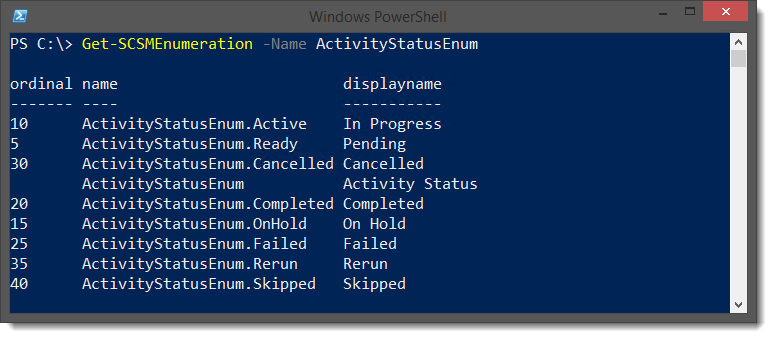 Windows PowerShell
PS C:\> Get-SCSMEnumeration -Name ActivityStatusEnum
ordinal name displayname
------- ---- -----------
10 ActivityStatusEnum.Active In Progress
5 ActivityStatusEnum.Ready Pending
30 ActivityStatusEnum.Cancelled Cancelled
ActivityStatusEnum Activity Status
20 ActivityStatusEnum.Completed Completed
15 ActivityStatusEnum.OnHold On Hold
25 ActivityStatusEnum.Failed Failed
35 ActivityStatusEnum.Rerun Rerun
40 ActivityStatusEnum.Skipped Skipped